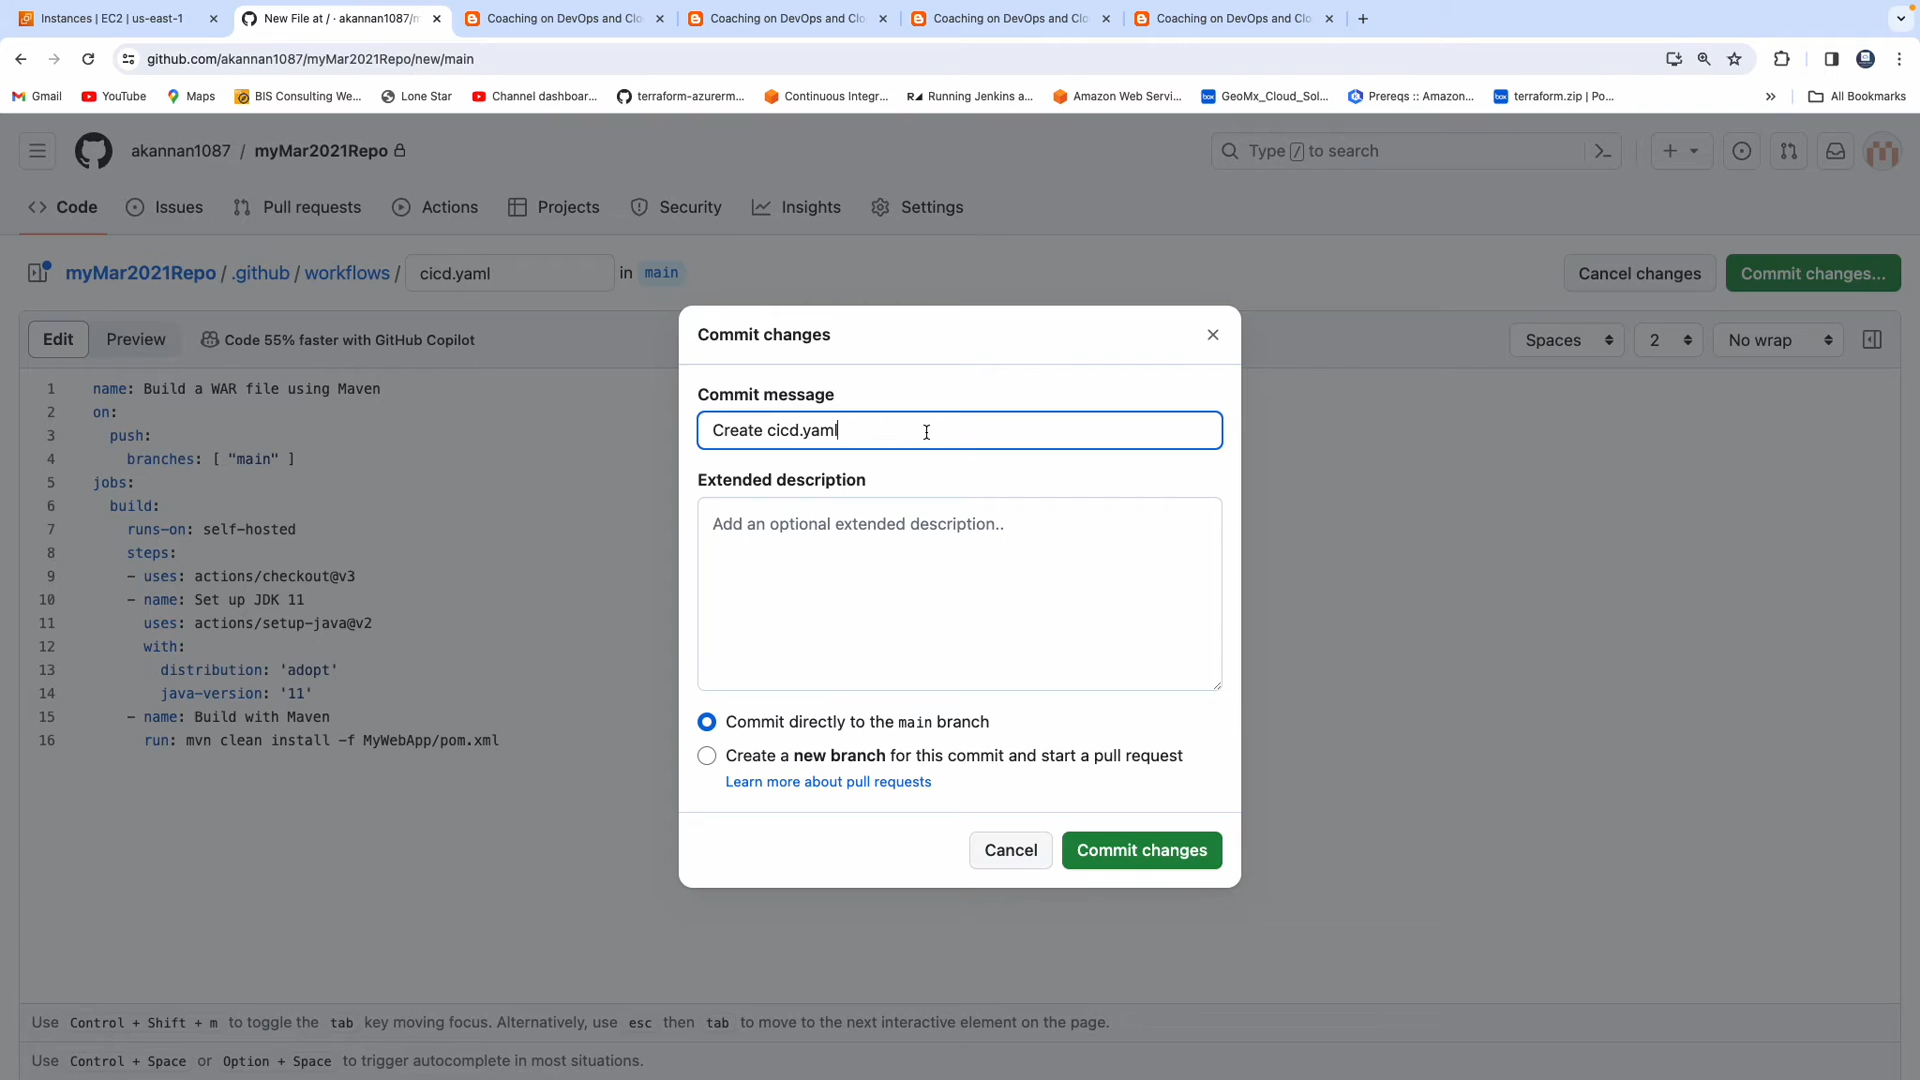 Instances | EC2 | us-east-1
New File at / · akannan1087/m
Coaching on DevOps and Clo
Coaching on DevOps and Clo
Coaching on DevOps and Clo
Coaching on DevOps and Clo
github.com/akannan1087/myMar2021Repo/new/main
Gmail
YouTube
Maps
BIS Consulting We...
Lone Star
Channel dashboar...
terraform-azurerm...
Continuous Integr...
Running Jenkins a...
Amazon Web Servi...
GeoMx_Cloud_Sol...
Prereqs :: Amazon...
terraform.zip | Po...
All Bookmarks
akannan1087 / myMar2021Repo
Type / to search
Code
Issues
Pull requests
Actions
Projects
Security
Insights
Settings
myMar2021Repo / .github / workflows / cicd.yaml in main
Cancel changes
Commit changes...
Edit
Preview
Code 55% faster with GitHub Copilot
Spaces
2
No wrap
1 name: Build a WAR file using Maven
2 on:
3 push:
4 branches: [ "main" ]
5 jobs:
6 build:
7 runs-on: self-hosted
8 steps:
9 - uses: actions/checkout@v3
10 - name: Set up JDK 11
11 uses: actions/setup-java@v2
12 with:
13 distribution: 'adopt'
14 java-version: '11'
15 - name: Build with Maven
16 run: mvn clean install -f MyWebApp/pom.xml
Commit changes
Commit message
Create cicd.yaml
Extended description
Add an optional extended description..
Commit directly to the main branch
Create a new branch for this commit and start a pull request
Learn more about pull requests
Cancel
Commit changes
Use Control + Shift + m to toggle the tab key moving focus. Alternatively, use esc then tab to move to the next interactive element on the page.
Use Control + Space or Option + Space to trigger autocomplete in most situations.